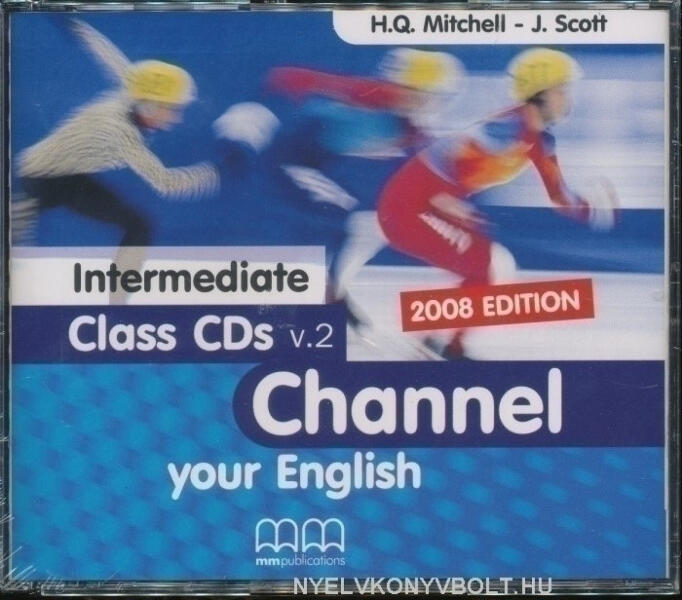 H.Q. Mitchell - J. Scott
Intermediate
2008 EDITION
Class CDs v.2
Channel
your English
mm publications
NYELVKONYVBOLT.HU